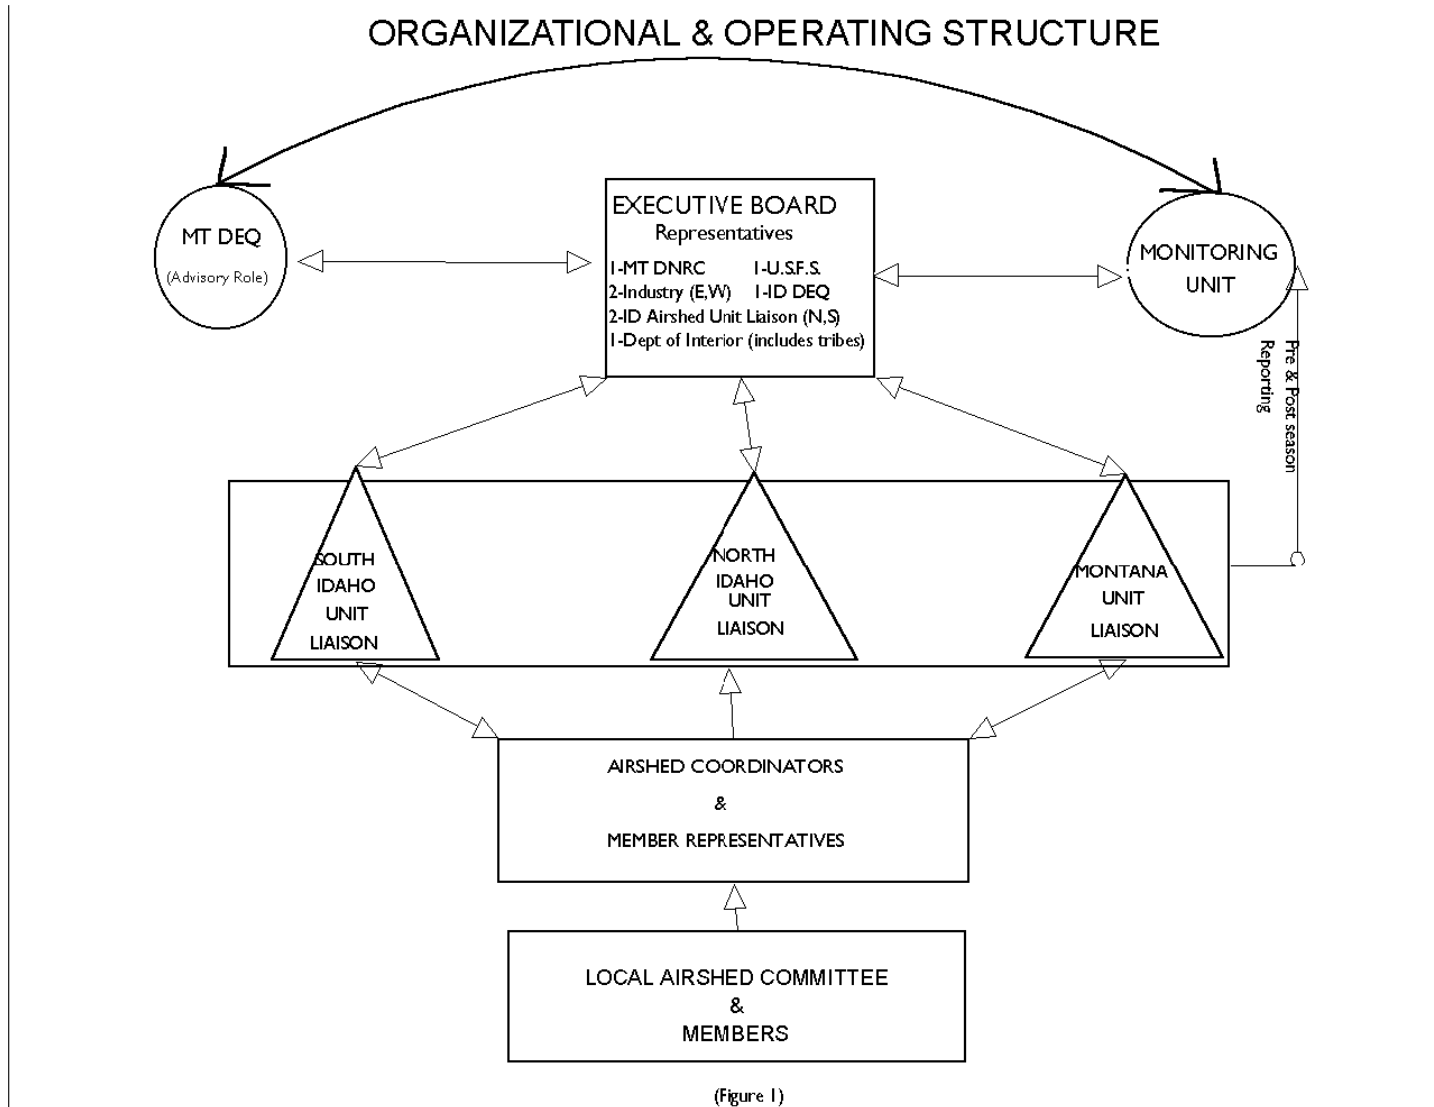 ORGANIZATIONAL & OPERATING STRUCTURE
MT DEQ
(Advisory Role)
EXECUTIVE BOARD
Representatives
1-MT DNRC 1-U.S.F.S.
2-Industry (E,W) 1-ID DEQ
2-ID Airshed Unit Liaison (N,S)
1-Dept of Interior (includes tribes)
MONITORING
UNIT
Pre & Post season
Reporting
SOUTH
IDAHO
UNIT
LIAISON
NORTH
IDAHO
UNIT
LIAISON
MONTANA
UNIT
LIAISON
AIRSHED COORDINATORS
&
MEMBER REPRESENTATIVES
LOCAL AIRSHED COMMITTEE
&
MEMBERS
(Figure 1)